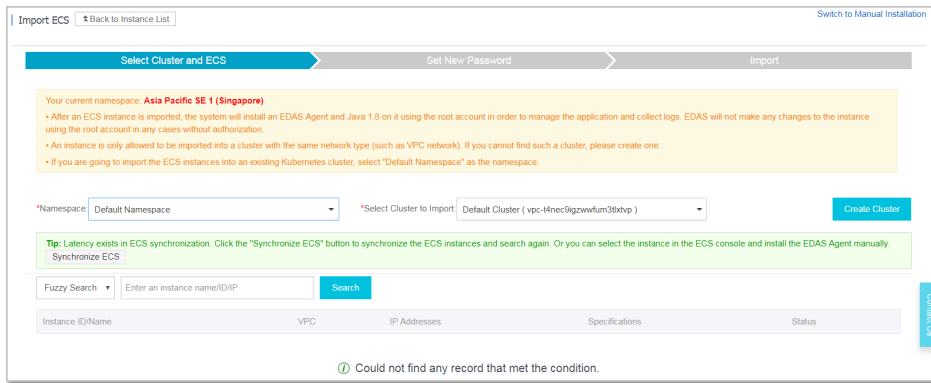 Switch to Manual Installation
Import ECS
Back to Instance List
Select Cluster and ECS
Set New Password
Import
Your current namespace: Asia Pacific SE 1 (Singapore)
• After an ECS instance is imported, the system will install an EDAS Agent and Java 1.8 on it using the root account in order to manage the application and collect logs. EDAS will not make any changes to the instance
using the root account in any cases without authorization.
• An instance is only allowed to be imported into a cluster with the same network type (such as VPC network). If you cannot find such a cluster, please create one.
• If you are going to import the ECS instances into an existing Kubernetes cluster, select "Default Namespace" as the namespace.
*Namespace: Default Namespace
*Select Cluster to Import: Default Cluster ( vpc-t4nec9igzwwfum3tlxtvp )
Create Cluster
Tip: Latency exists in ECS synchronization. Click the "Synchronize ECS" button to synchronize the ECS instances and search again. Or you can select the instance in the ECS console and install the EDAS Agent manually.
Synchronize ECS
Fuzzy Search
Enter an instance name/ID/IP
Search
Contact Us
Instance ID/Name VPC IP Addresses Specifications Status
Could not find any record that met the condition.